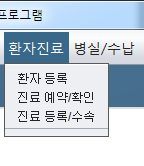 프로그램
환자진료 병실/수납
환자 등록
진료 예약/확인
진료 등록/수속